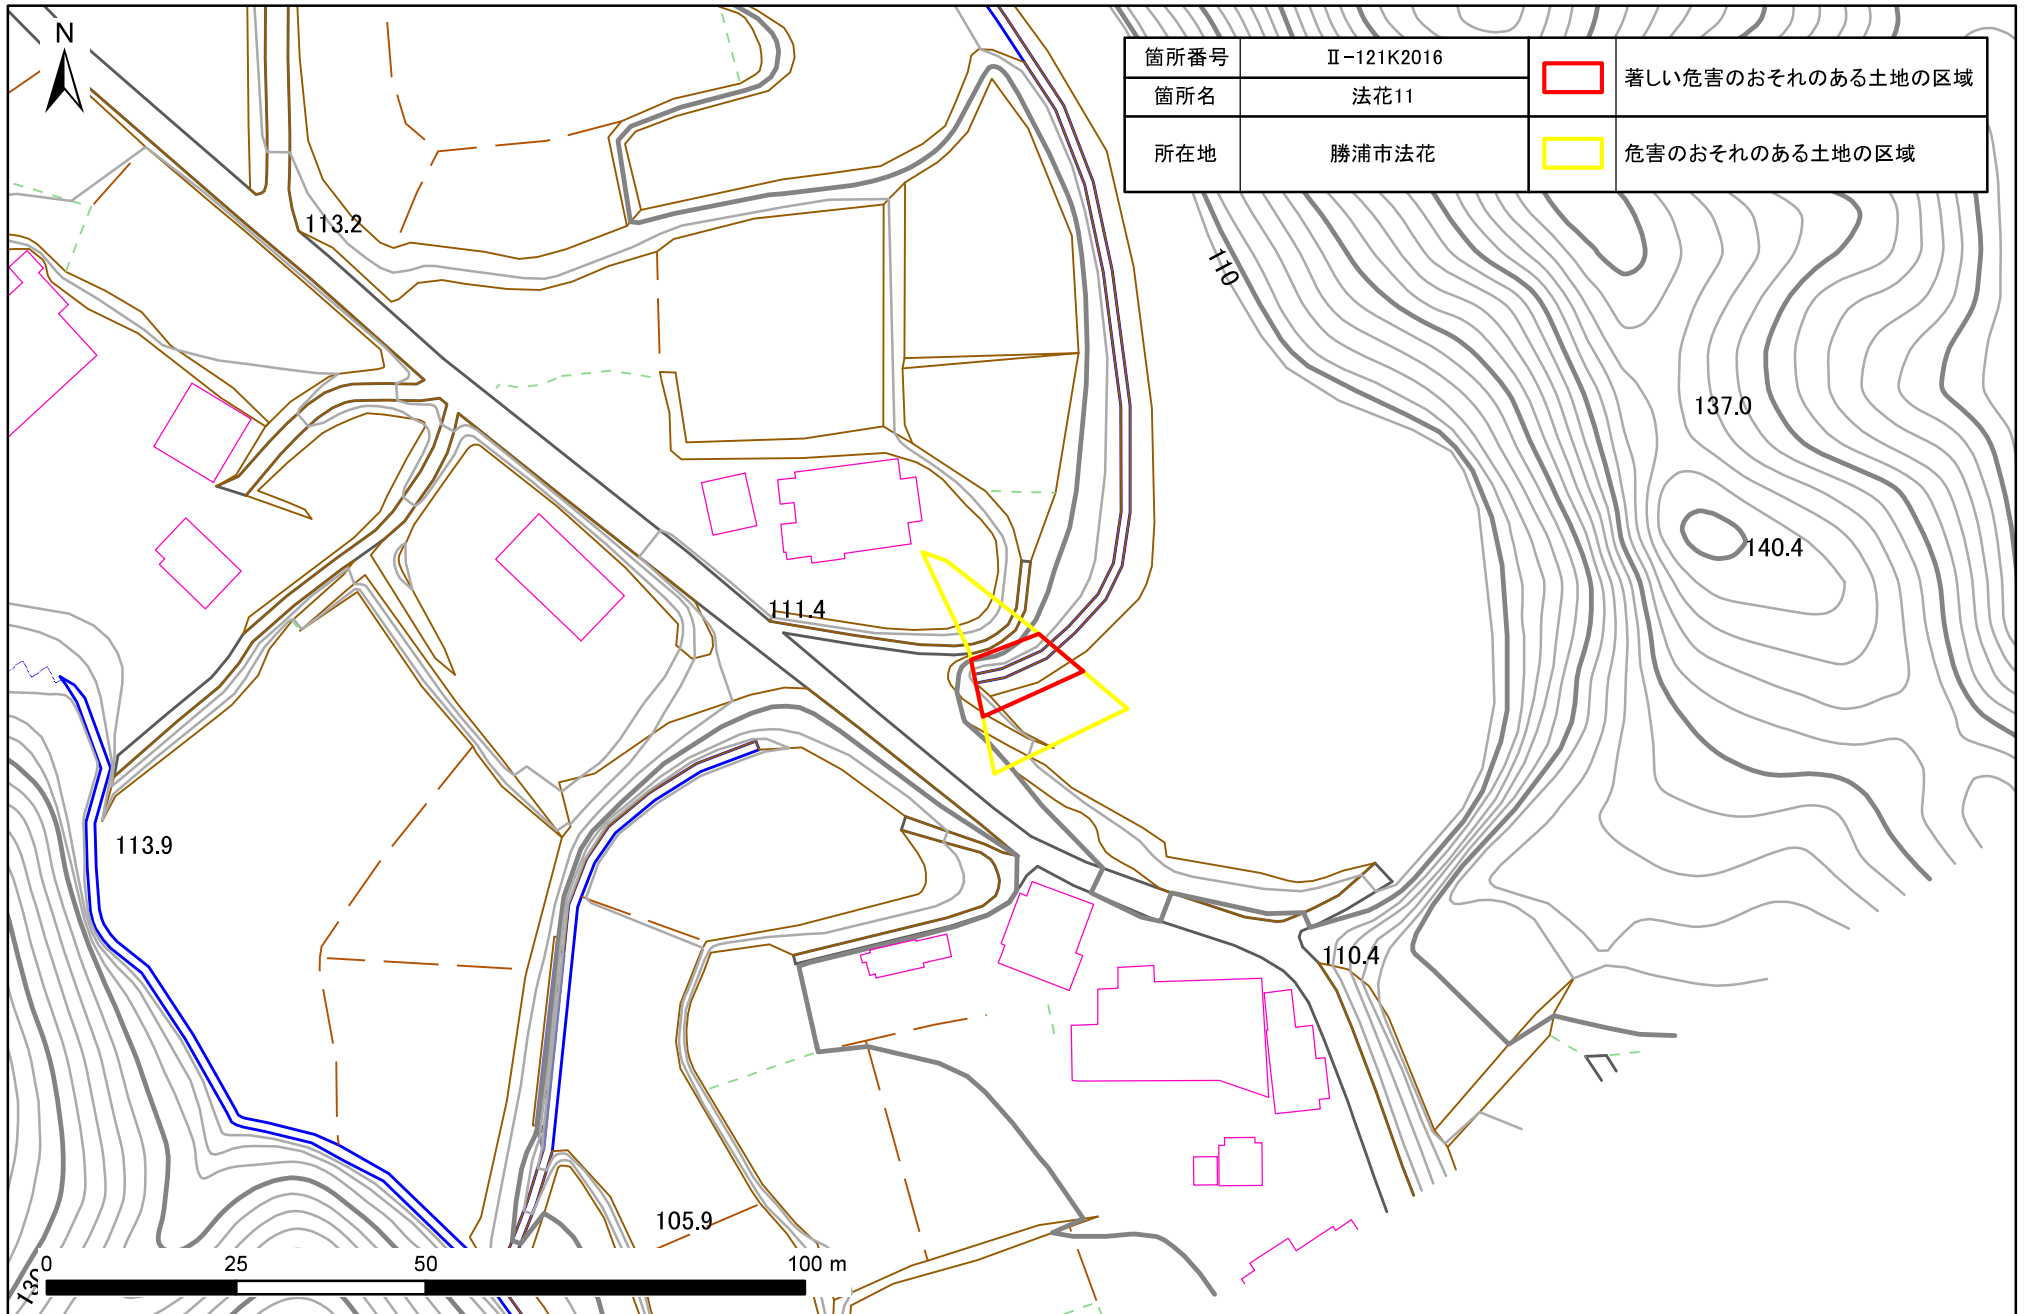 N
箇所番号 Ⅱ-121K2016
箇所名 法花11
所在地 勝浦市法花
著しい危害のおそれのある土地の区域
危害のおそれのある土地の区域
113.2
110
137.0
140.4
111.4
113.9
110.4
105.9
0 25 50 100 m